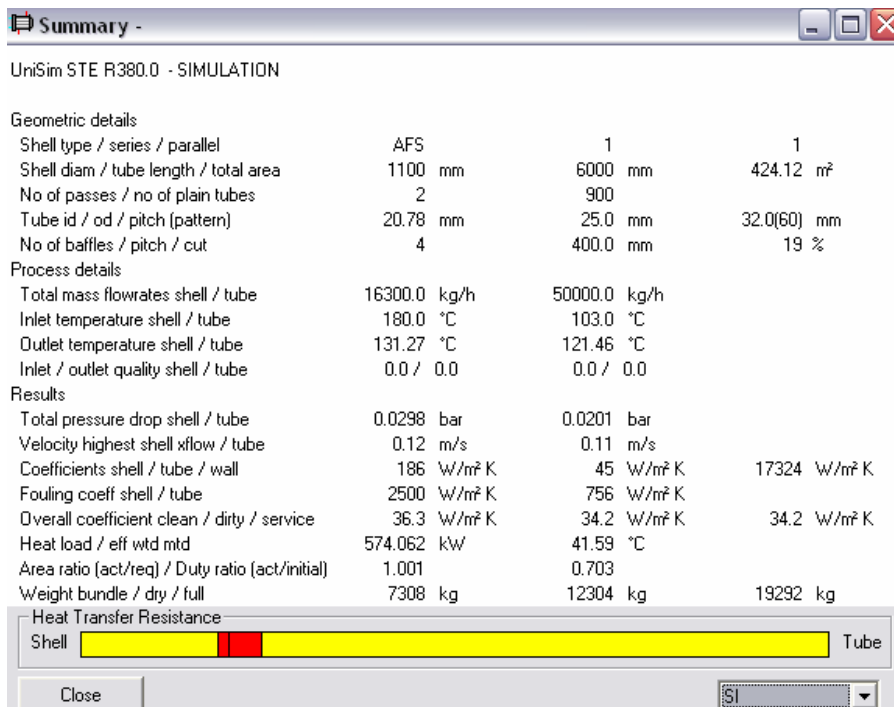 Summary -
UniSim STE R380.0 - SIMULATION
Geometric details
Shell type / series / parallel AFS 1 1
Shell diam / tube length / total area 1100 mm 6000 mm 424.12 m²
No of passes / no of plain tubes 2 900
Tube id / od / pitch (pattern) 20.78 mm 25.0 mm 32.0(60) mm
No of baffles / pitch / cut 4 400.0 mm 19 %
Process details
Total mass flowrates shell / tube 16300.0 kg/h 50000.0 kg/h
Inlet temperature shell / tube 180.0 °C 103.0 °C
Outlet temperature shell / tube 131.27 °C 121.46 °C
Inlet / outlet quality shell / tube 0.0 / 0.0 0.0 / 0.0
Results
Total pressure drop shell / tube 0.0298 bar 0.0201 bar
Velocity highest shell xflow / tube 0.12 m/s 0.11 m/s
Coefficients shell / tube / wall 186 W/m² K 45 W/m² K 17324 W/m² K
Fouling coeff shell / tube 2500 W/m² K 756 W/m² K
Overall coefficient clean / dirty / service 36.3 W/m² K 34.2 W/m² K 34.2 W/m² K
Heat load / eff wtd mtd 574.062 kW 41.59 °C
Area ratio (act/req) / Duty ratio (act/initial) 1.001 0.703
Weight bundle / dry / full 7308 kg 12304 kg 19292 kg
Heat Transfer Resistance
Shell Tube
Close SI